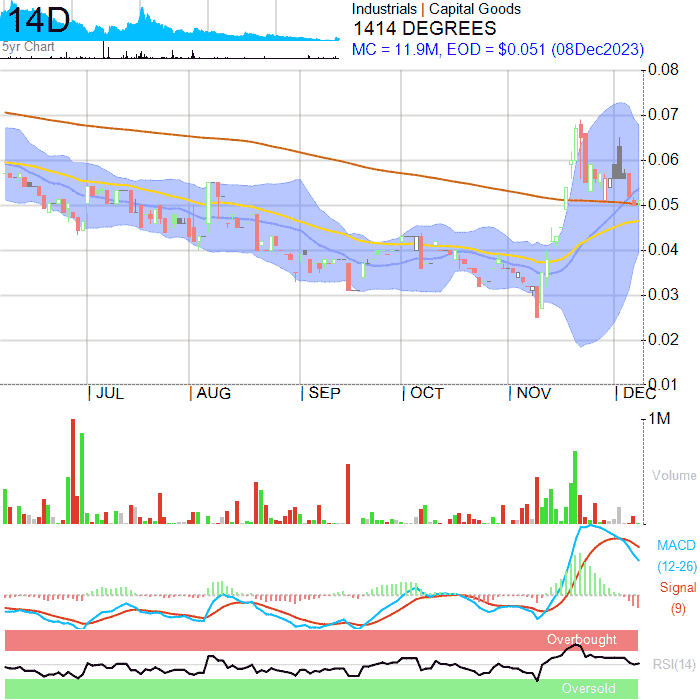 14D
5yr Chart
Industrials | Capital Goods
1414 DEGREES
MC = 11.9M, EOD = $0.051 (08Dec2023)
0.08
0.07
0.06
0.05
0.04
0.03
0.02
0.01
JUL AUG SEP OCT NOV DEC
1M
Volume
MACD
(12-26)
Signal
(9)
Overbought
RSI(14)
Oversold